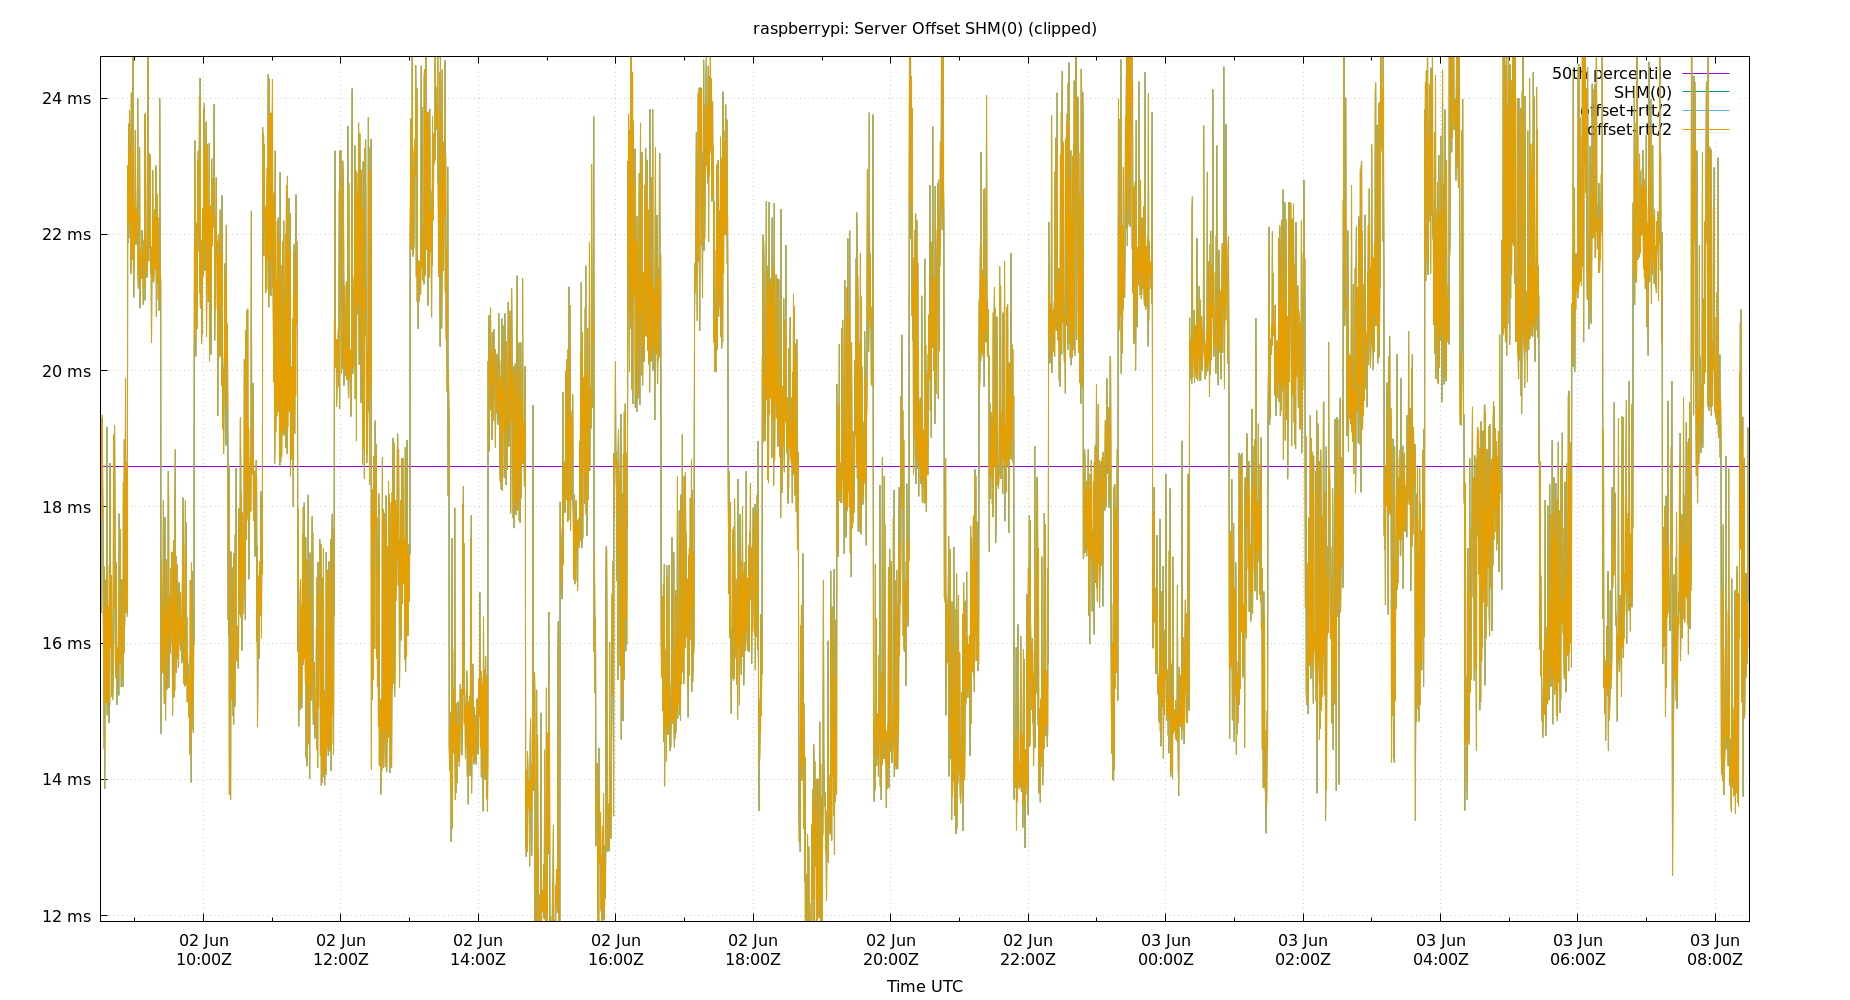 raspberrypi: Server Offset SHM(0) (clipped)
50th percentile
SHM(0)
offset+rtt/2
offset-rtt/2
24 ms
22 ms
20 ms
18 ms
16 ms
14 ms
12 ms
02 Jun 02 Jun 02 Jun 02 Jun 02 Jun 02 Jun 02 Jun 03 Jun 03 Jun 03 Jun 03 Jun 03 Jun
10:00Z 12:00Z 14:00Z 16:00Z 18:00Z 20:00Z 22:00Z 00:00Z 02:00Z 04:00Z 06:00Z 08:00Z
Time UTC